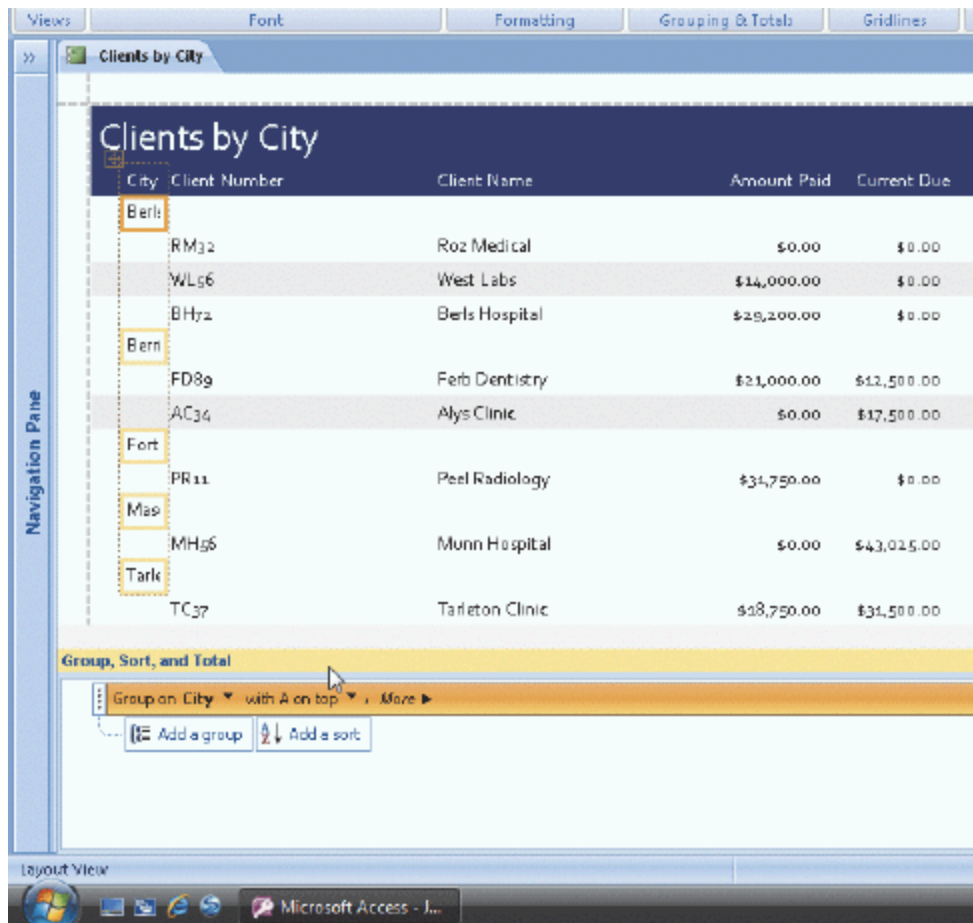 Views Font Formatting Grouping & Totals Gridlines
» Clients by City
Navigation Pane
Clients by City
City Client Number Client Name Amount Paid Current Due
Berls
RM32 Roz Medical $0.00 $0.00
WL56 West Labs $14,000.00 $0.00
BH72 Berls Hospital $29,200.00 $0.00
Berri
FD89 Ferb Dentistry $21,000.00 $12,500.00
AC34 Alys Clinic $0.00 $17,500.00
Fort
PR11 Peel Radiology $31,750.00 $0.00
Mas
MH56 Munn Hospital $0.00 $43,025.00
Tarle
TC37 Tarleton Clinic $18,750.00 $31,500.00
Group, Sort, and Total
Group on City ▼ with A on top ▼ , More ►
Add a group Add a sort
Layout View
Microsoft Access - J...